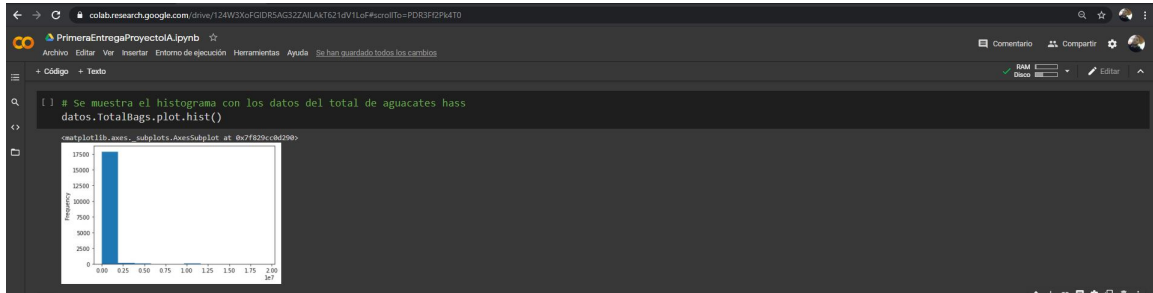 colab.research.google.com/drive/124W3XoFGIDR5AG32ZAILAkT621dV1LoF#scrollTo=PDR3Ff2Pk4T0
CO PrimeraEntregaProyectoIA.ipynb
Archivo Editar Ver Insertar Entorno de ejecución Herramientas Ayuda Se han guardado todos los cambios
Comentario Compartir
+ Código + Texto
RAM
Disco
Editar
[ ] # Se muestra el histograma con los datos del total de aguacates hass
datos.TotalBags.plot.hist()
<matplotlib.axes._subplots.AxesSubplot at 0x7f829cc0d290>
17500
15000
12500
10000
7500
5000
2500
0
Frequency
0.00 0.25 0.50 0.75 1.00 1.25 1.50 1.75 2.00
1e7